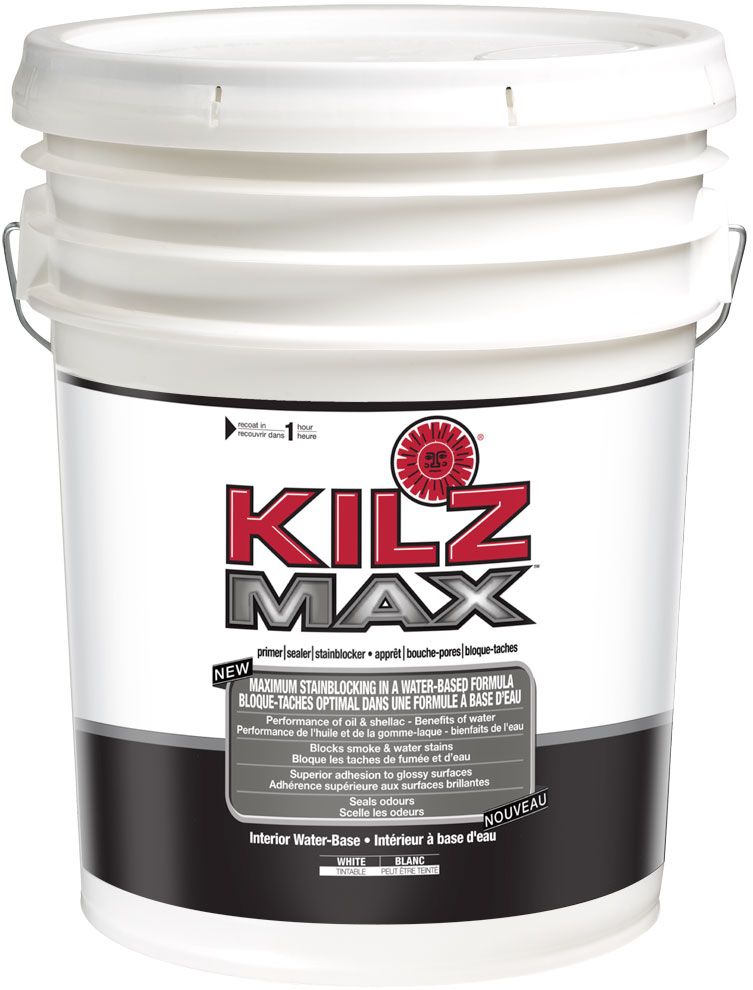 recoat in
recouvrir dans 1 hour
heure
®
KILZ
MAX™
primer|sealer|stainblocker • apprêt|bouche-pores|bloque-taches
NEW
MAXIMUM STAINBLOCKING IN A WATER-BASED FORMULA
BLOQUE-TACHES OPTIMAL DANS UNE FORMULE À BASE D'EAU
Performance of oil & shellac - Benefits of water
Performance de l'huile et de la gomme-laque - bienfaits de l'eau
Blocks smoke & water stains
Bloque les taches de fumée et d'eau
Superior adhesion to glossy surfaces
Adhérence supérieure aux surfaces brillantes
Seals odours
Scelle les odeurs
NOUVEAU
Interior Water-Base • Intérieur à base d'eau
WHITE BLANC
TINTABLE PEUT ÊTRE TEINTE